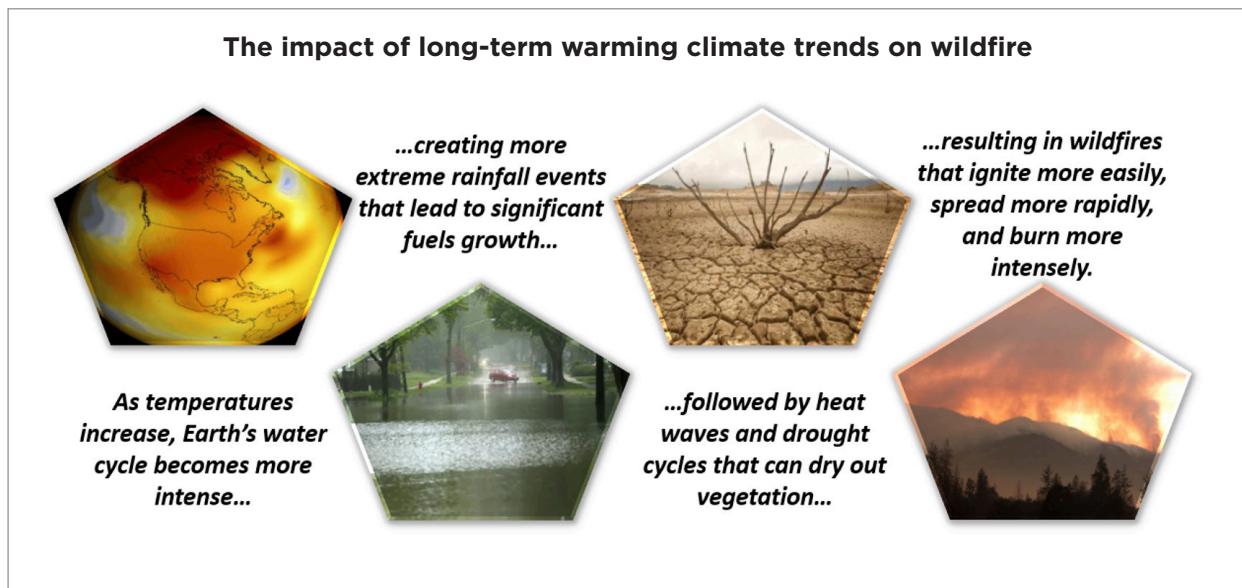 The impact of long-term warming climate trends on wildfire
As temperatures
increase, Earth's water
cycle becomes more
intense...
...creating more
extreme rainfall events
that lead to significant
fuels growth...
...followed by heat
waves and drought
cycles that can dry out
vegetation...
...resulting in wildfires
that ignite more easily,
spread more rapidly,
and burn more
intensely.